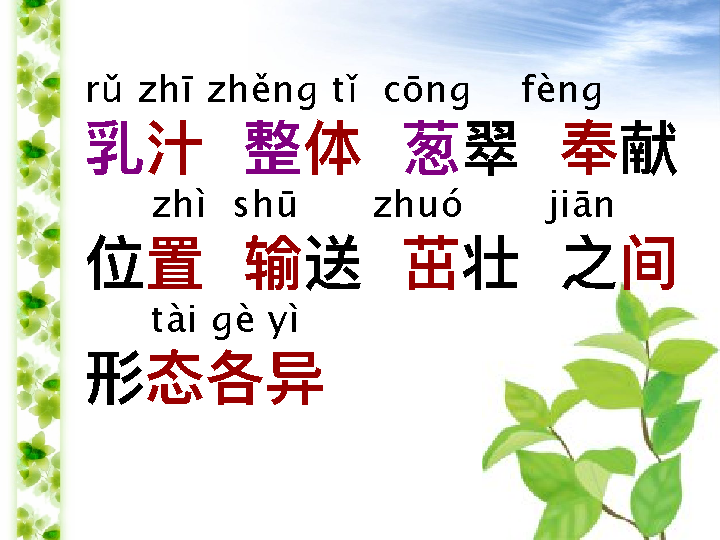 rǔ zhī zhěng tǐ cōng fèng
乳汁 整体 葱翠 奉献
zhì shū zhuó jiān
位置 输送 茁壮 之间
tài gè yì
形态各异